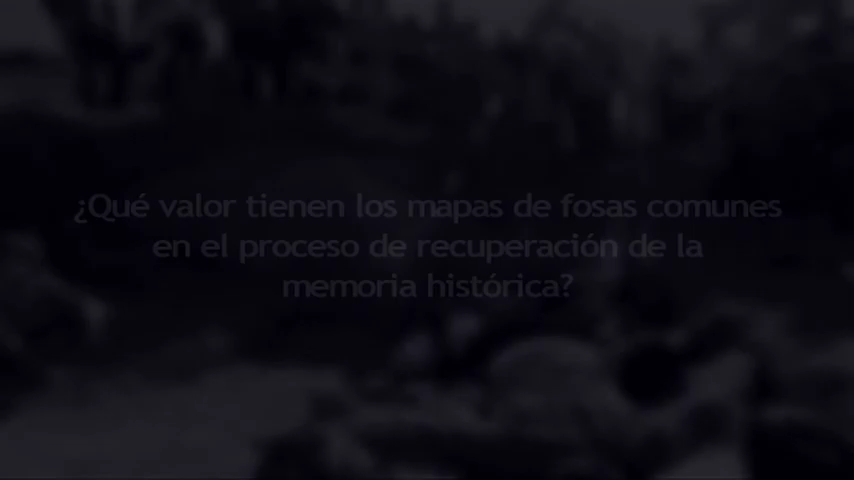 ¿Qué valor tienen los mapas de fosas comunes
en el proceso de recuperación de la
memoria histórica?